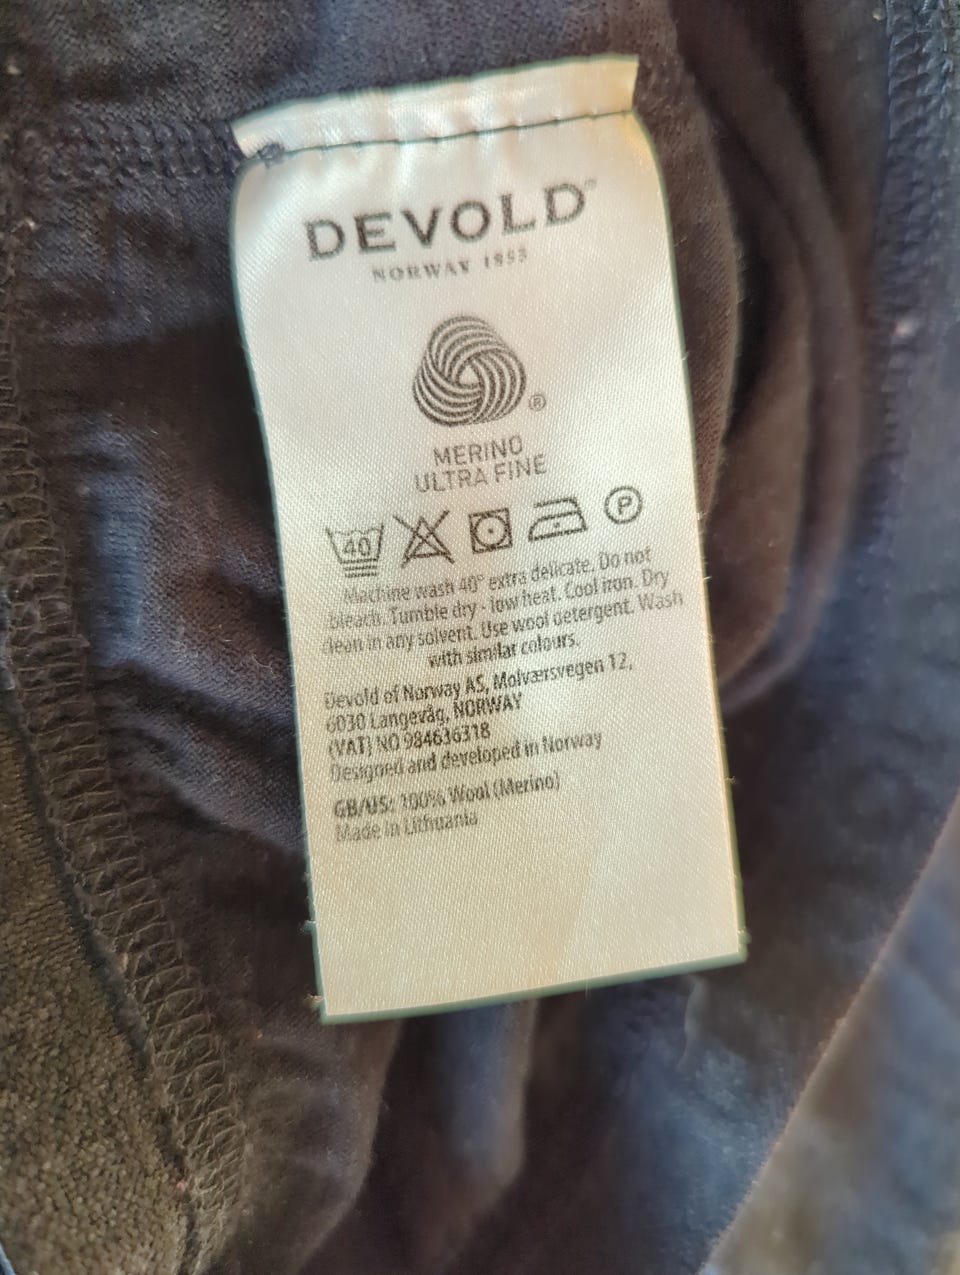 DEVOLD
NORWAY 1853
®
MERINO
ULTRA FINE
40 P
Machine wash 40° extra delicate. Do not
bleach. Tumble dry - low heat. Cool iron. Dry
clean in any solvent. Use wool detergent. Wash
with similar colours.
Devold of Norway AS, Molværsvegen 12,
6030 Langevåg, NORWAY
(VAT) NO 984636318
Designed and developed in Norway
GB/US: 100% Wool (Merino)
Made in Lithuania